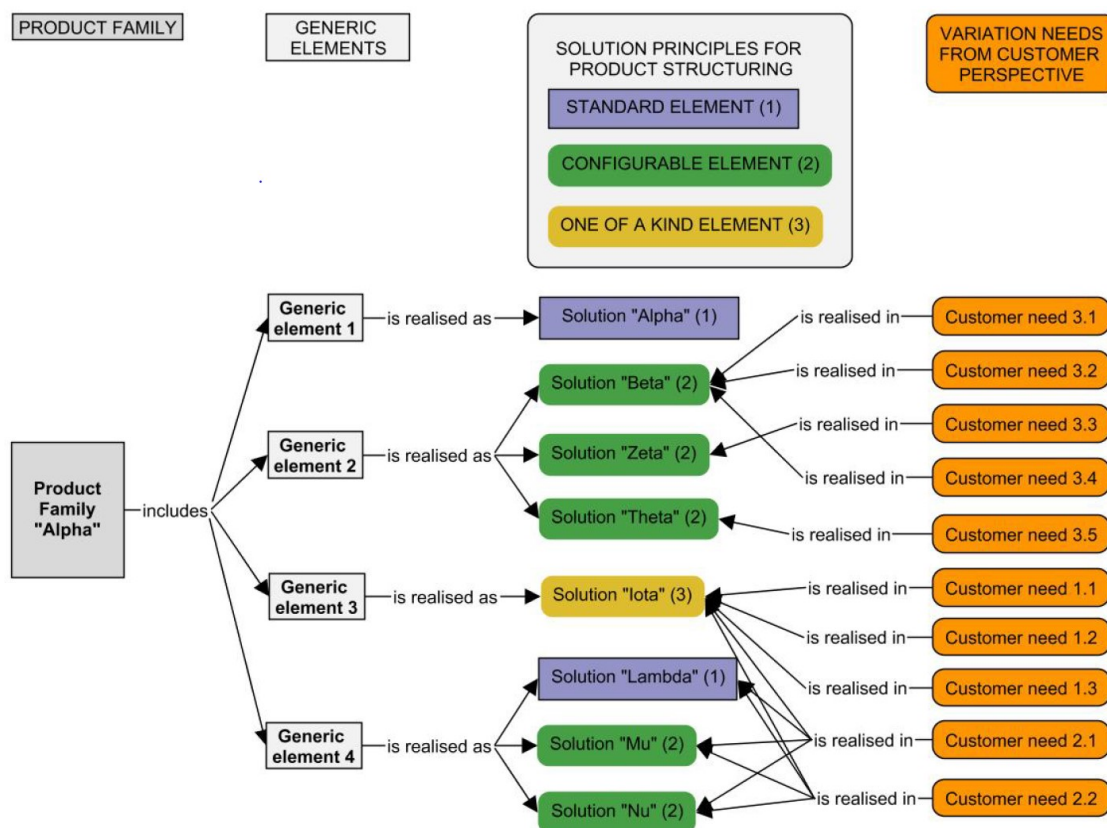 PRODUCT FAMILY
GENERIC
ELEMENTS
SOLUTION PRINCIPLES FOR
PRODUCT STRUCTURING
STANDARD ELEMENT (1)
CONFIGURABLE ELEMENT (2)
ONE OF A KIND ELEMENT (3)
VARIATION NEEDS
FROM CUSTOMER
PERSPECTIVE
Product
Family
"Alpha"
includes
Generic
element 1
is realised as
Solution "Alpha" (1)
Generic
element 2
is realised as
Solution "Beta" (2)
Solution "Zeta" (2)
Solution "Theta" (2)
Generic
element 3
is realised as
Solution "Iota" (3)
Generic
element 4
is realised as
Solution "Lambda" (1)
Solution "Mu" (2)
Solution "Nu" (2)
is realised in
Customer need 3.1
is realised in
Customer need 3.2
is realised in
Customer need 3.3
is realised in
Customer need 3.4
is realised in
Customer need 3.5
is realised in
Customer need 1.1
is realised in
Customer need 1.2
is realised in
Customer need 1.3
is realised in
Customer need 2.1
is realised in
Customer need 2.2